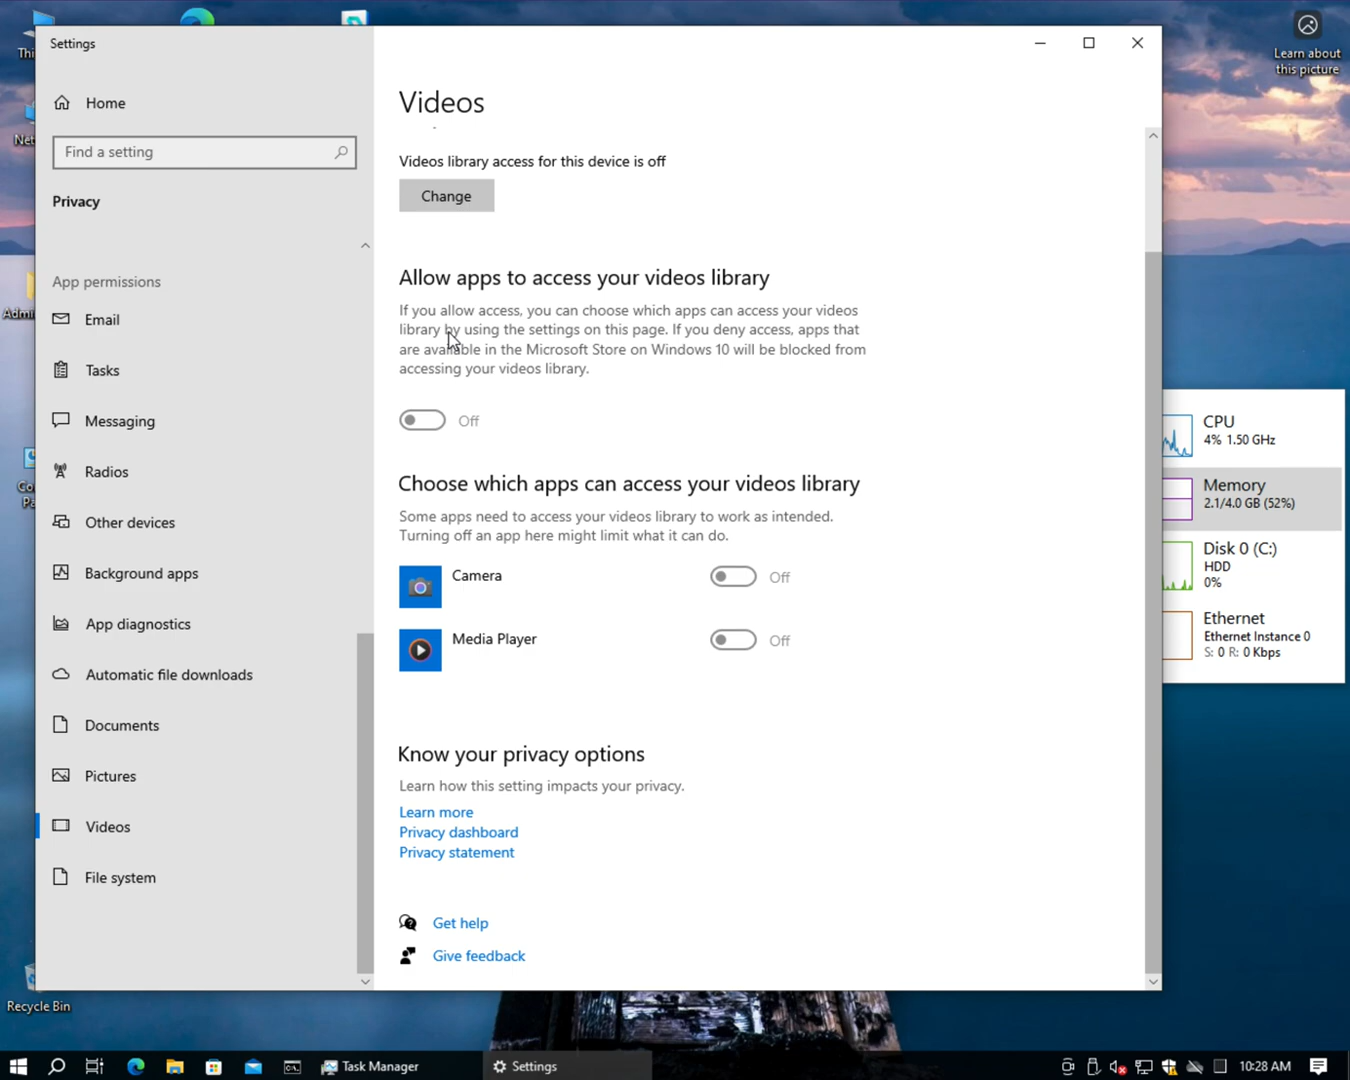 Settings
Home
Find a setting
Privacy
App permissions
Email
Tasks
Messaging
Radios
Other devices
Background apps
App diagnostics
Automatic file downloads
Documents
Pictures
Videos
File system
Videos
Videos library access for this device is off
Change
Allow apps to access your videos library
If you allow access, you can choose which apps can access your videos
library by using the settings on this page. If you deny access, apps that
are available in the Microsoft Store on Windows 10 will be blocked from
accessing your videos library.
Off
Choose which apps can access your videos library
Some apps need to access your videos library to work as intended.
Turning off an app here might limit what it can do.
Camera
Off
Media Player
Off
Know your privacy options
Learn how this setting impacts your privacy.
Learn more
Privacy dashboard
Privacy statement
Get help
Give feedback
Learn about
this picture
CPU
4% 1.50 GHz
Memory
2.1/4.0 GB (52%)
Disk 0 (C:)
HDD
0%
Ethernet
Ethernet Instance 0
S: 0 R: 0 Kbps
Recycle Bin
Task Manager
Settings
10:28 AM